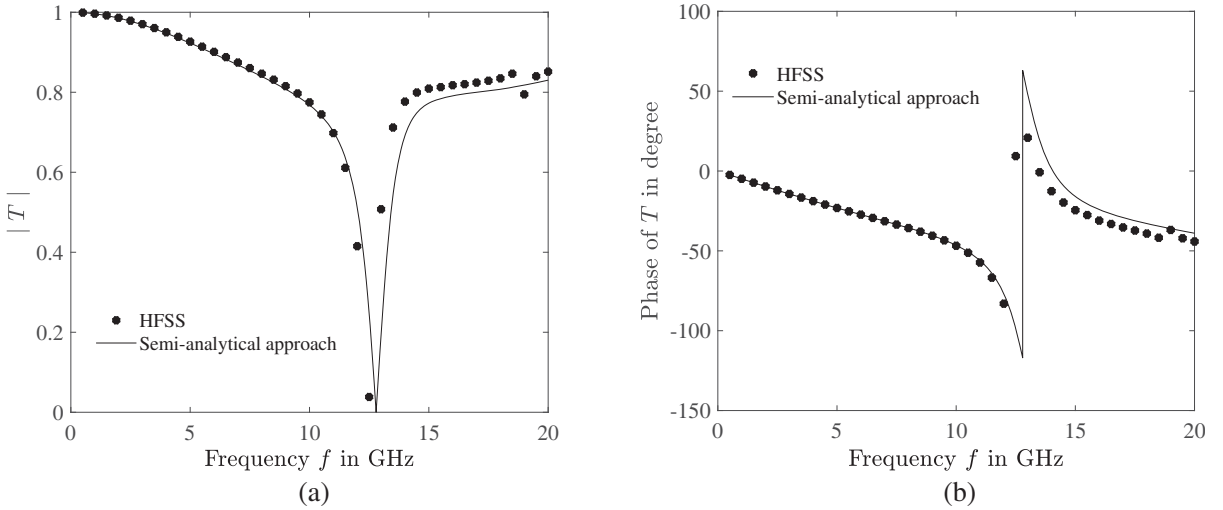 1
0.8
0.6
0.4
0.2
0
| T |
HFSS
Semi-analytical approach
0 5 10 15 20
Frequency f in GHz
(a)
100
50
0
-50
-100
-150
Phase of T in degree
HFSS
Semi-analytical approach
0 5 10 15 20
Frequency f in GHz
(b)